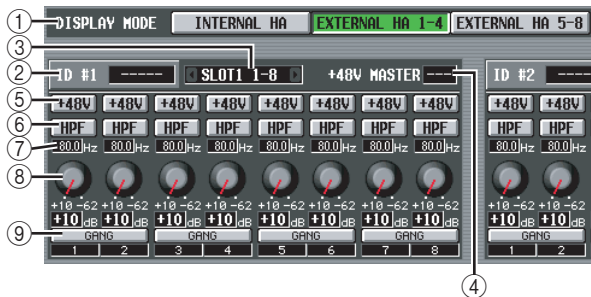 ① DISPLAY MODE INTERNAL HA EXTERNAL HA 1-4 EXTERNAL HA 5-8
③
② ID #1 ----- SLOT1 1-8 +48V MASTER --- ID #2 -----
⑤ +48V +48V +48V +48V +48V +48V +48V +48V +48V +48V
⑥ HPF HPF HPF HPF HPF HPF HPF HPF HPF HPF
⑦ 80.0 Hz 80.0 Hz 80.0 Hz 80.0 Hz 80.0 Hz 80.0 Hz 80.0 Hz 80.0 Hz 80.0 Hz 80.0 Hz
⑧
+10 -62 +10 -62 +10 -62 +10 -62 +10 -62 +10 -62 +10 -62 +10 -62 +10 -62 +10 -62
+10 dB +10 dB +10 dB +10 dB +10 dB +10 dB +10 dB +10 dB +10 dB +10 dB
⑨ GANG GANG GANG GANG GANG
1 2 3 4 5 6 7 8 1 2
④